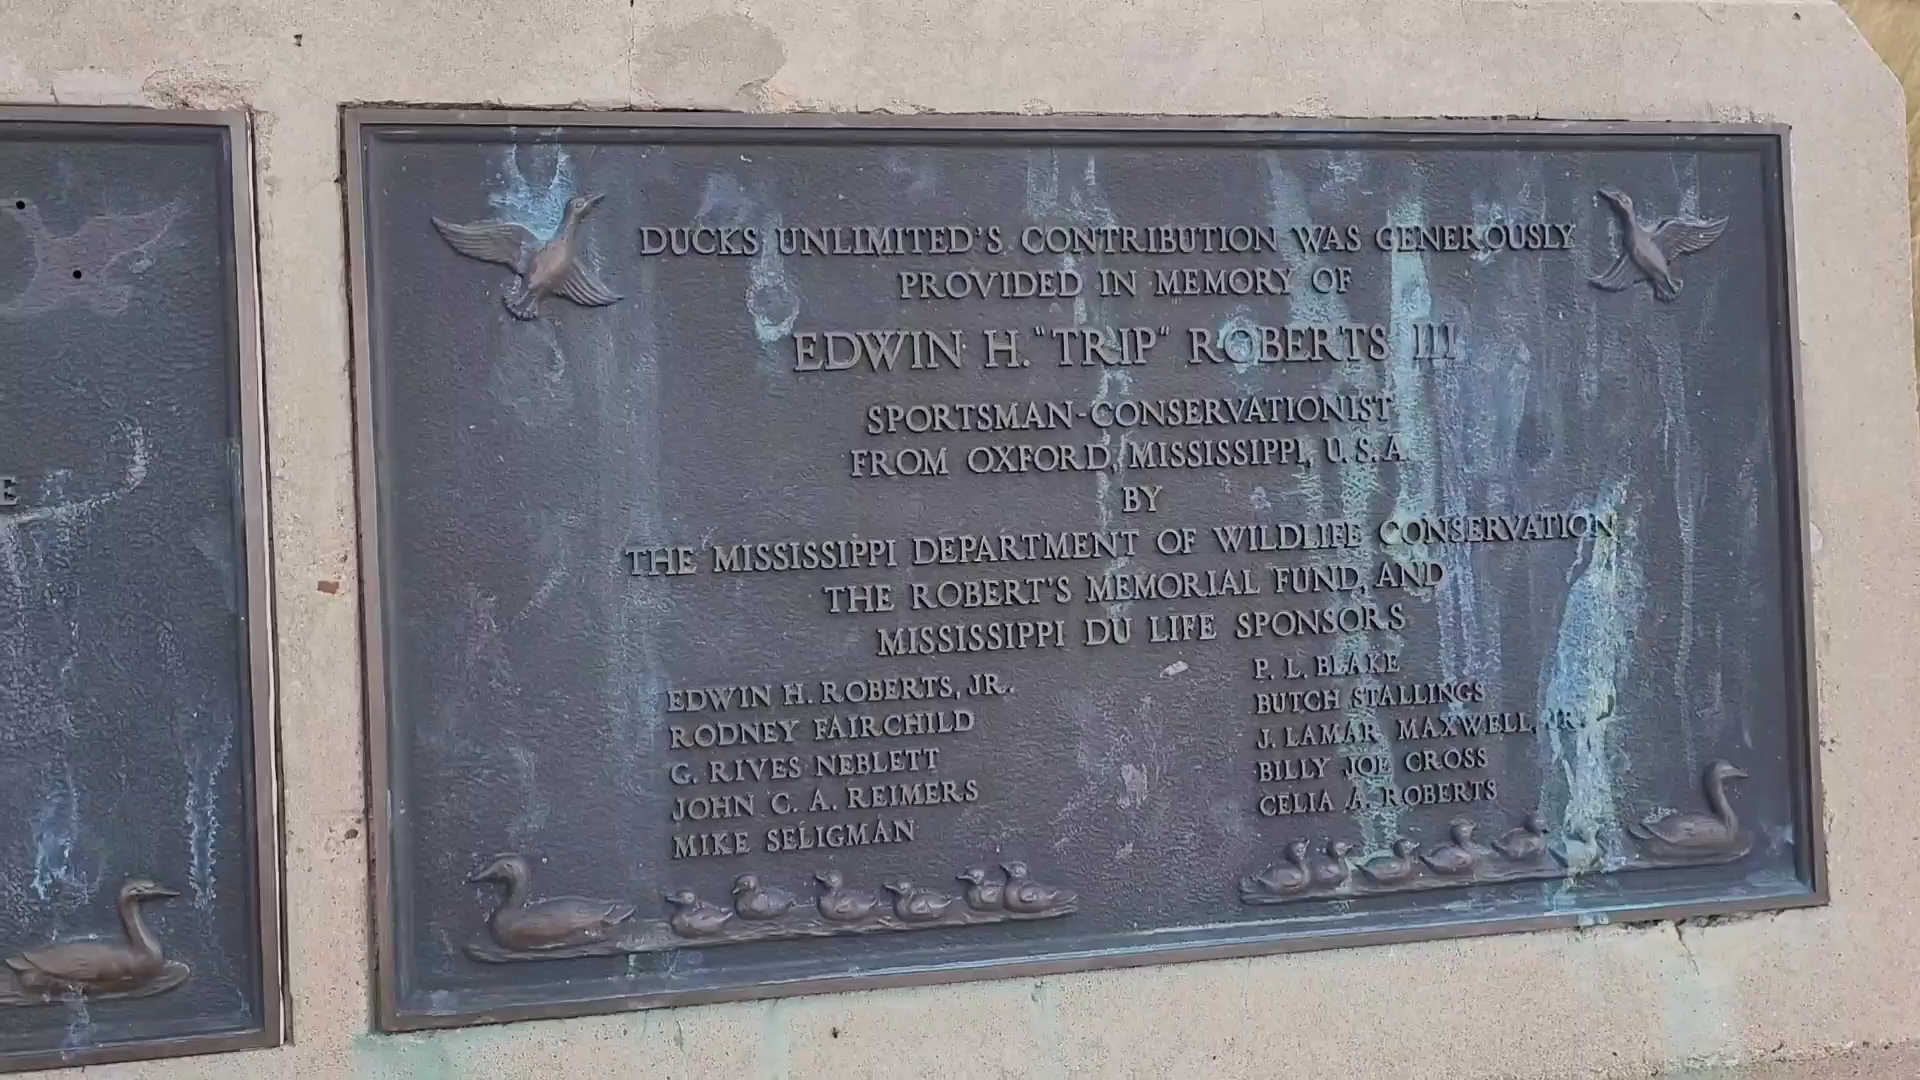 E
DUCKS UNLIMITED'S CONTRIBUTION WAS GENEROUSLY
PROVIDED IN MEMORY OF
EDWIN H. "TRIP" ROBERTS III
SPORTSMAN-CONSERVATIONIST
FROM OXFORD, MISSISSIPPI, U.S.A.
BY
THE MISSISSIPPI DEPARTMENT OF WILDLIFE CONSERVATION
THE ROBERT'S MEMORIAL FUND, AND
MISSISSIPPI DU LIFE SPONSORS
EDWIN H. ROBERTS, JR.
RODNEY FAIRCHILD
G. RIVES NEBLETT
JOHN C. A. REIMERS
MIKE SELIGMAN
P. L. BLAKE
BUTCH STALLINGS
J. LAMAR MAXWELL, JR.
BILLY JOE CROSS
CELIA A. ROBERTS